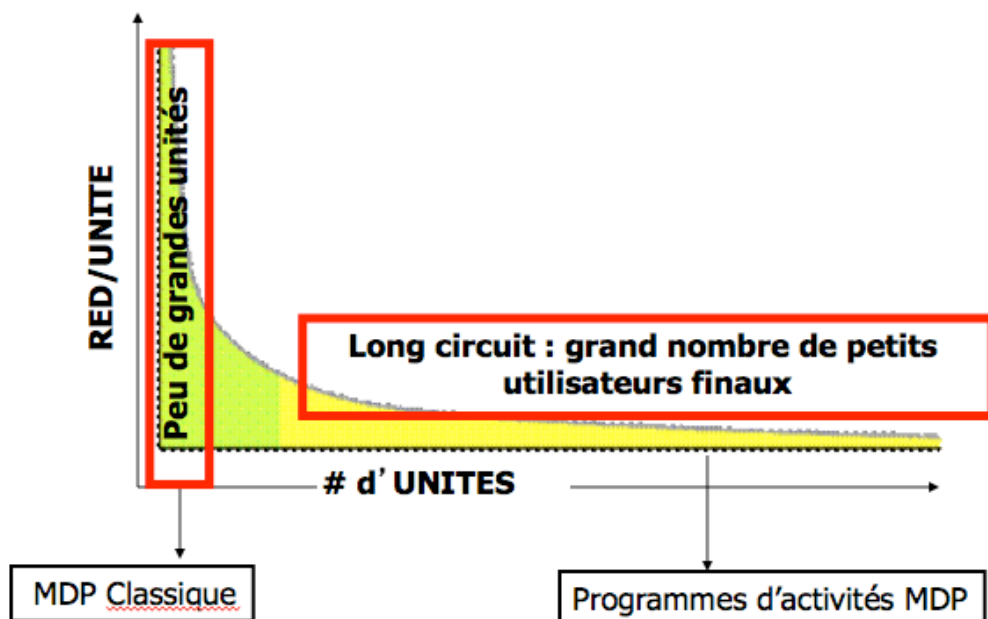 RED/UNITE
Peu de grandes unités
Long circuit : grand nombre de petits
utilisateurs finaux
# d'UNITES
MDP Classique
Programmes d'activités MDP